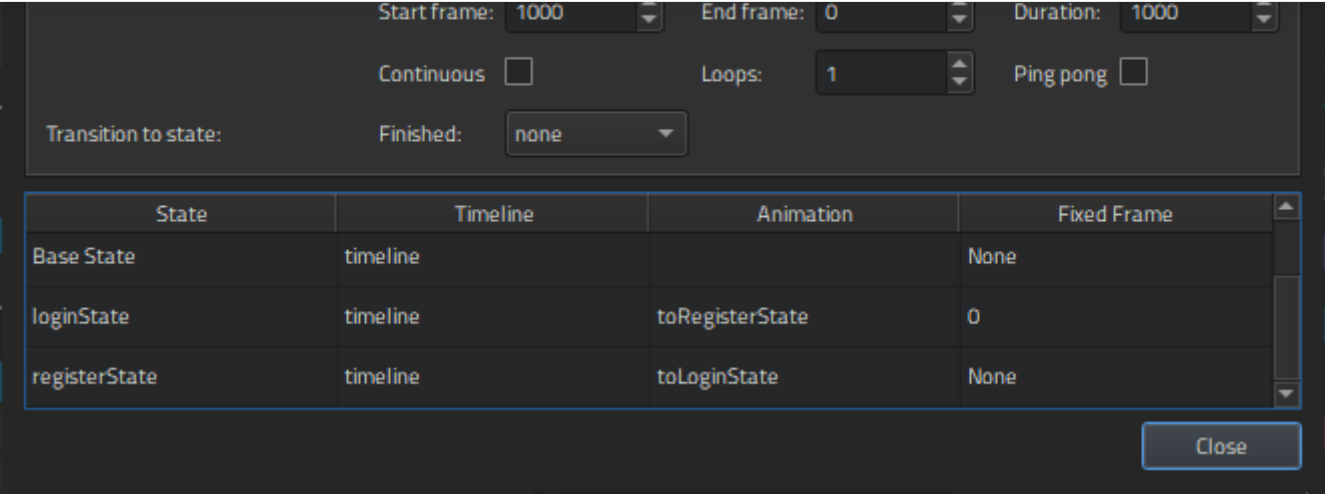 Start frame: 1000 End frame: 0 Duration: 1000
Continuous Loops: 1 Ping pong
Transition to state: Finished: none
State Timeline Animation Fixed Frame
Base State timeline None
loginState timeline toRegisterState 0
registerState timeline toLoginState None
Close